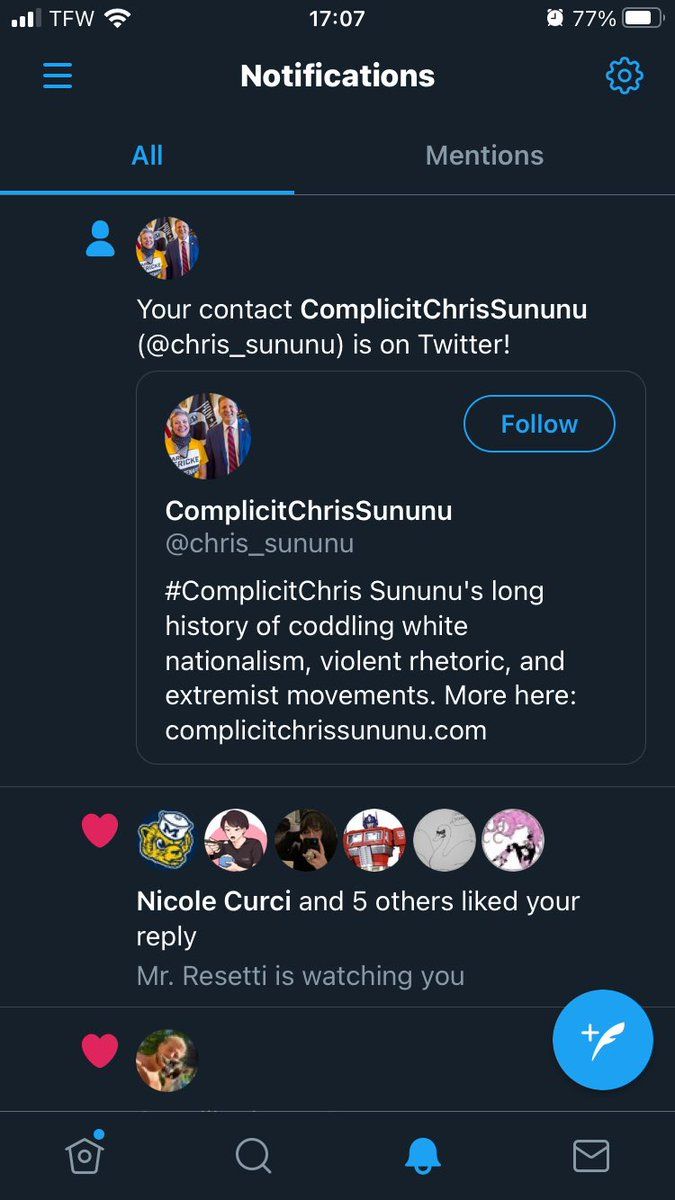 TFW 17:07 77%
Notifications
All Mentions
Your contact ComplicitChrisSununu
(@chris_sununu) is on Twitter!
Follow
ComplicitChrisSununu
@chris_sununu
#ComplicitChris Sununu's long
history of coddling white
nationalism, violent rhetoric, and
extremist movements. More here:
complicitchrissununu.com
Nicole Curci and 5 others liked your
reply
Mr. Resetti is watching you